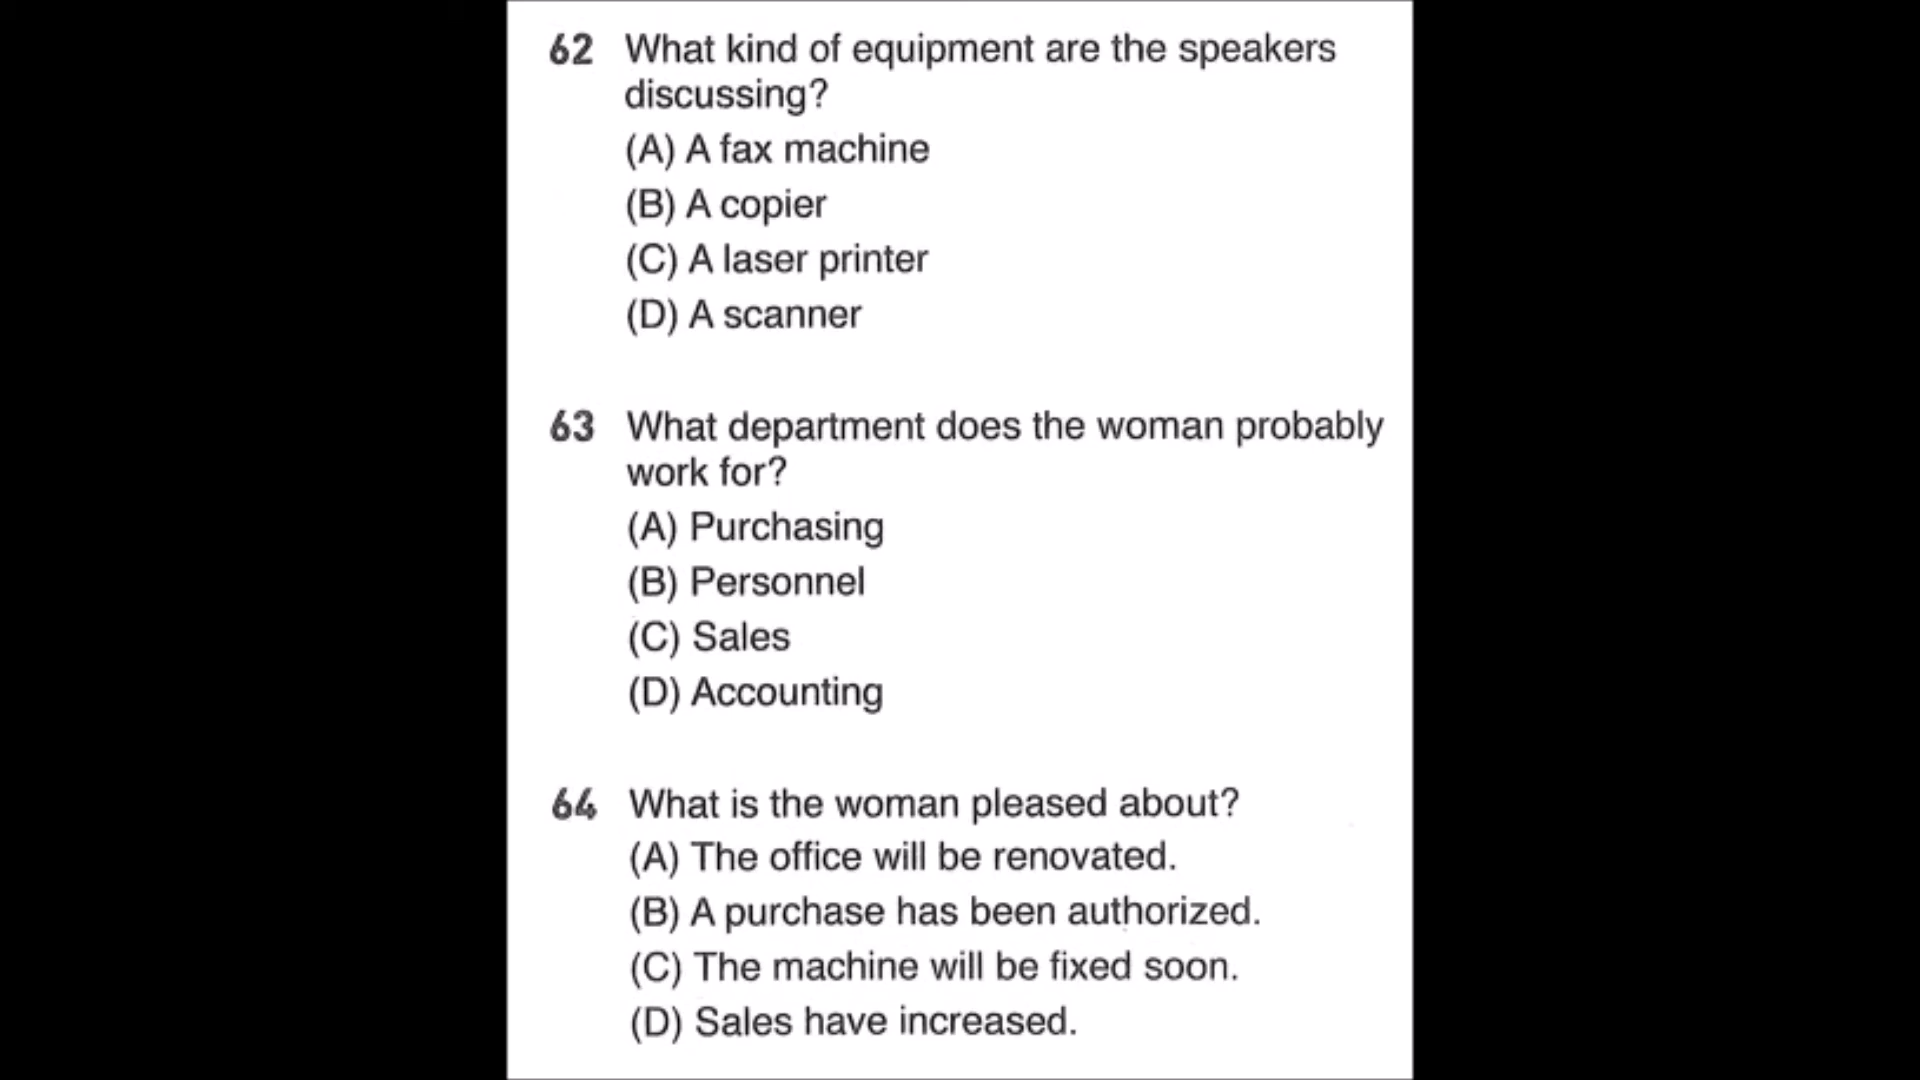 62 What kind of equipment are the speakers
discussing?
(A) A fax machine
(B) A copier
(C) A laser printer
(D) A scanner
63 What department does the woman probably
work for?
(A) Purchasing
(B) Personnel
(C) Sales
(D) Accounting
64 What is the woman pleased about?
(A) The office will be renovated.
(B) A purchase has been authorized.
(C) The machine will be fixed soon.
(D) Sales have increased.